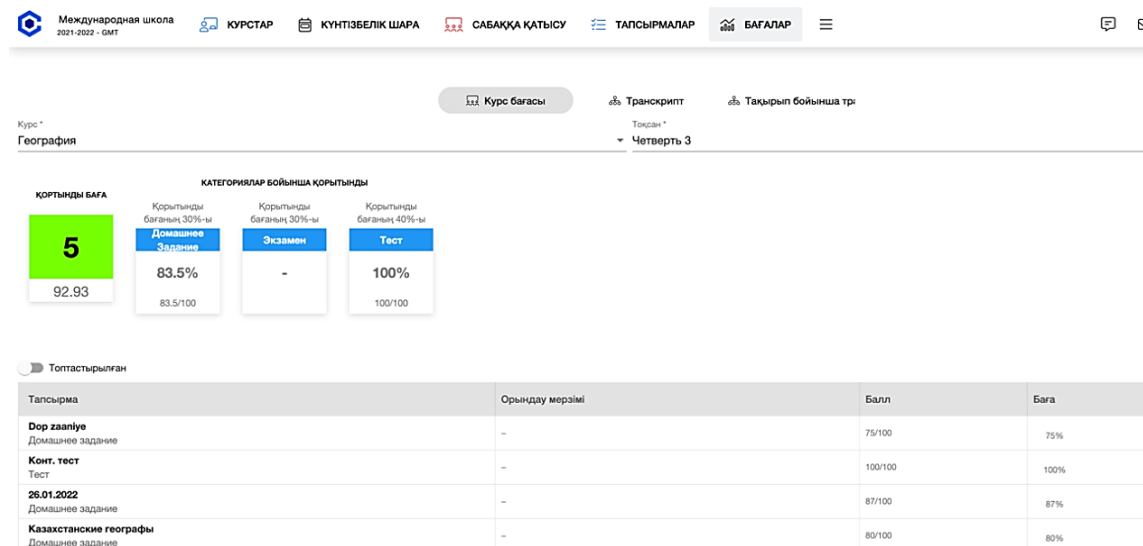 Международная школа
2021-2022 - GMT
КУРСТАР
КҮНТІЗБЕЛІК ШАРА
САБАҚҚА ҚАТЫСУ
ТАПСЫРМАЛАР
БАҒАЛАР
Курс бағасы
Транскрипт
Тақырып бойынша тра
Курс *
География
Тоқсан *
Четверть 3
ҚОРТЫНДЫ БАҒА
5
92.93
КАТЕГОРИЯЛАР БОЙЫНША ҚОРЫТЫНДЫ
Қорытынды
бағаның 30%-ы
Домашнее
Задание
83.5%
83.5/100
Қорытынды
бағаның 30%-ы
Экзамен
-
Қорытынды
бағаның 40%-ы
Тест
100%
100/100
Топтастырылған
Тапсырма Орындау мерзімі Балл Баға
Dop zaaniye
Домашнее задание
– 75/100 75%
Конт. тест
Тест
– 100/100 100%
26.01.2022
Домашнее задание
– 87/100 87%
Казахстанские географы
Домашнее задание
– 80/100 80%